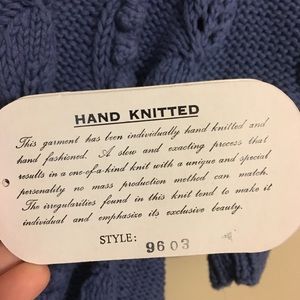 HAND KNITTED
This garment has been individually hand knitted and
hand fashioned. A slow and exacting process that
results in a one-of-a-kind knit with a unique and special
personality no mass production method can match.
The irregularities found in this knit tend to make it
individual and emphasize its exclusive beauty.
STYLE: 9603